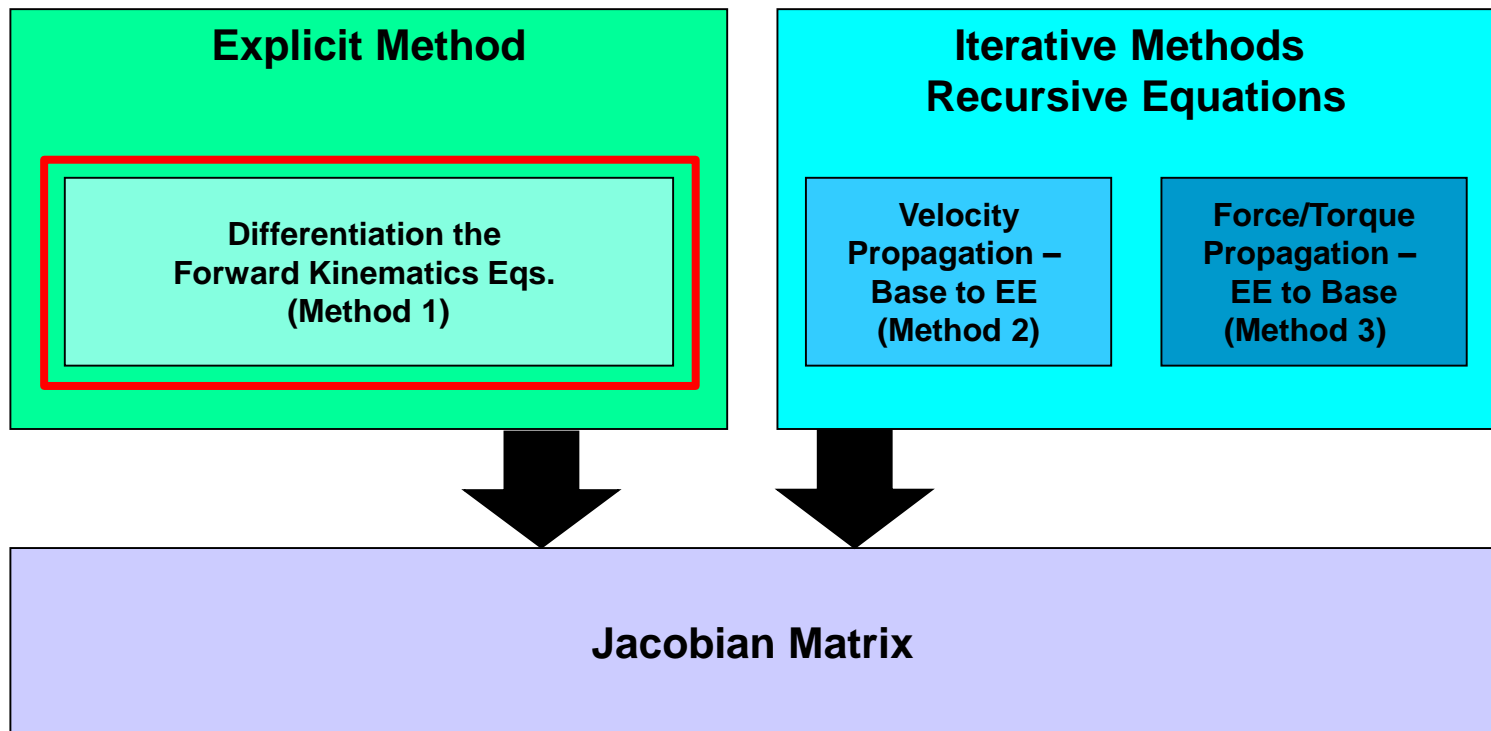 Explicit Method
Differentiation the
Forward Kinematics Eqs.
(Method 1)
Iterative Methods
Recursive Equations
Velocity
Propagation –
Base to EE
(Method 2)
Force/Torque
Propagation –
EE to Base
(Method 3)
Jacobian Matrix